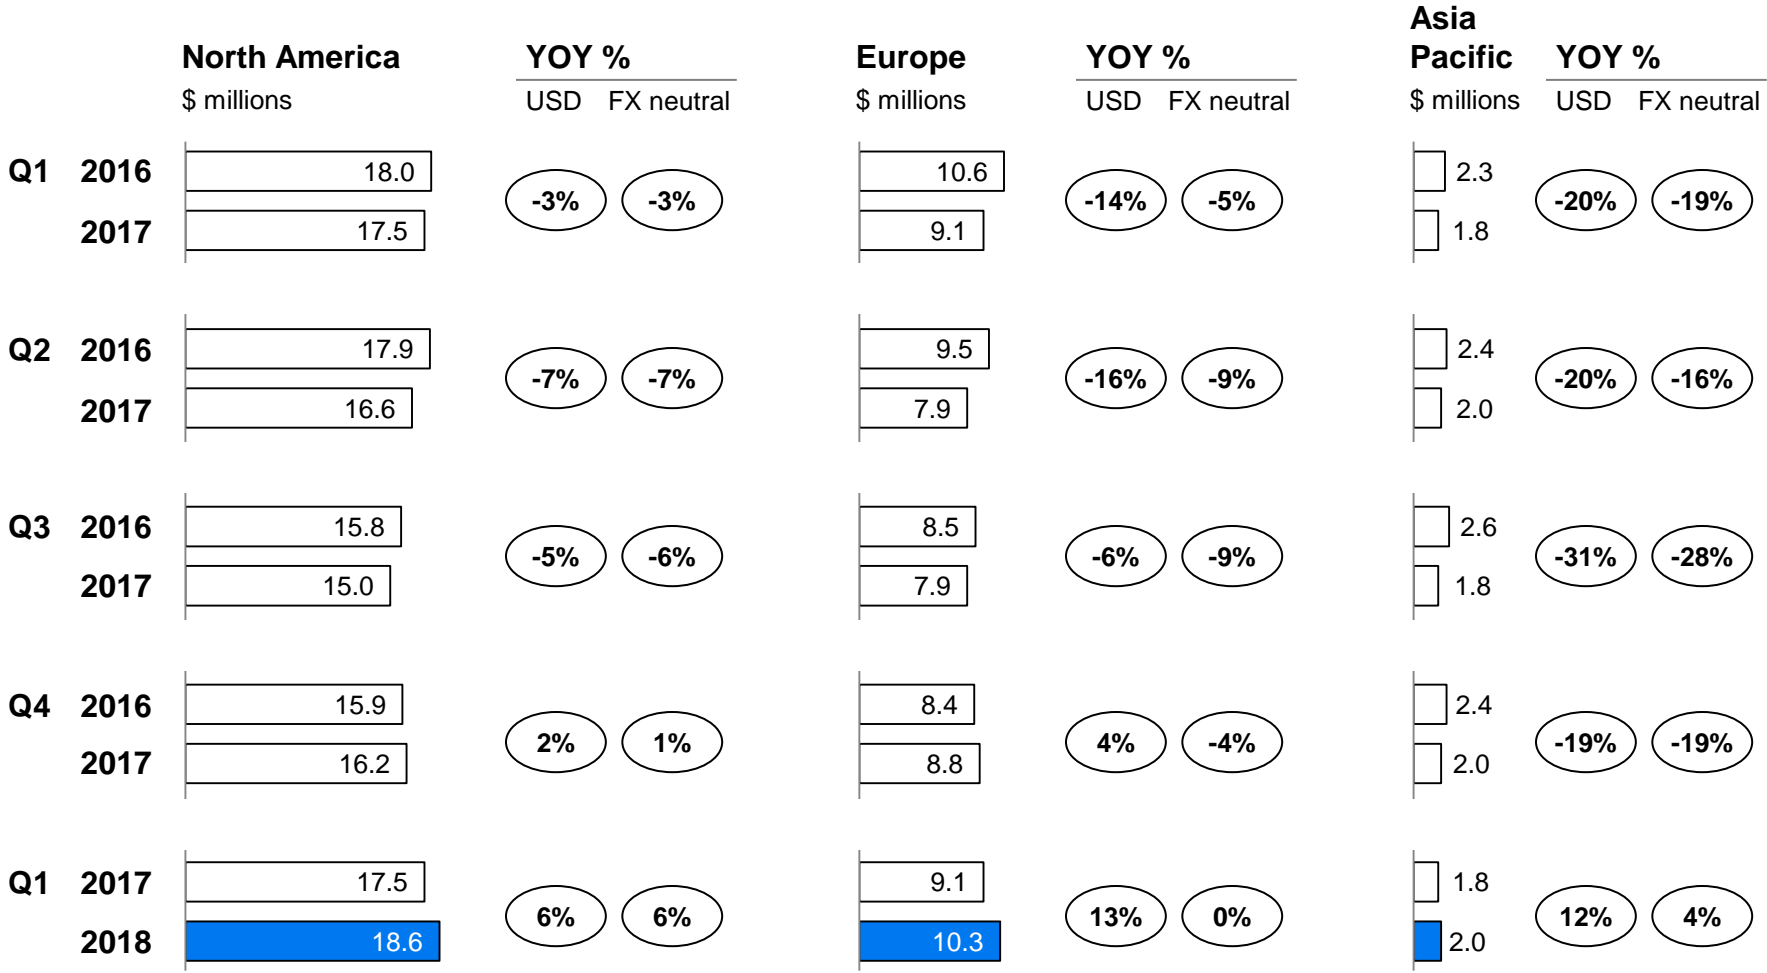 North America YOY % Europe YOY % Asia Pacific YOY %
$ millions USD FX neutral $ millions USD FX neutral $ millions USD FX neutral
Q1 2016 18.0 10.6 2.3
-3% -3% -14% -5% -20% -19%
2017 17.5 9.1 1.8
Q2 2016 17.9 9.5 2.4
-7% -7% -16% -9% -20% -16%
2017 16.6 7.9 2.0
Q3 2016 15.8 8.5 2.6
-5% -6% -6% -9% -31% -28%
2017 15.0 7.9 1.8
Q4 2016 15.9 8.4 2.4
2% 1% 4% -4% -19% -19%
2017 16.2 8.8 2.0
Q1 2017 17.5 9.1 1.8
6% 6% 13% 0% 12% 4%
2018 18.6 10.3 2.0